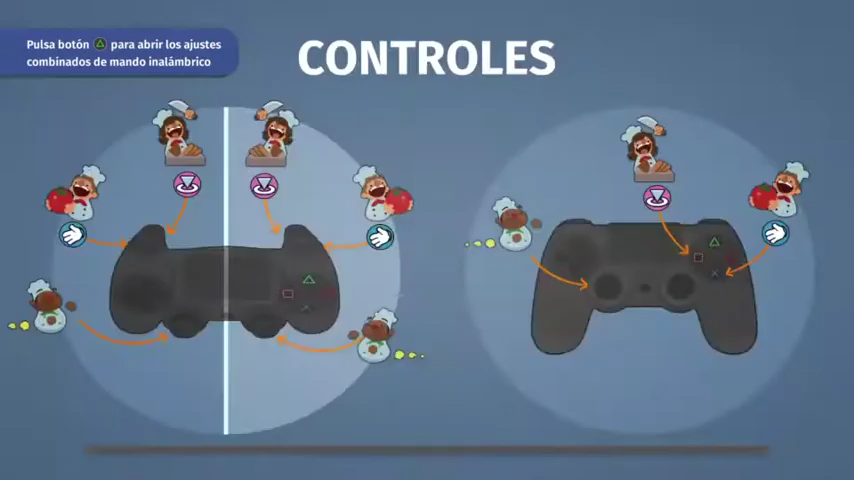 Pulsa botón para abrir los ajustes
combinados de mando inalámbrico
CONTROLES